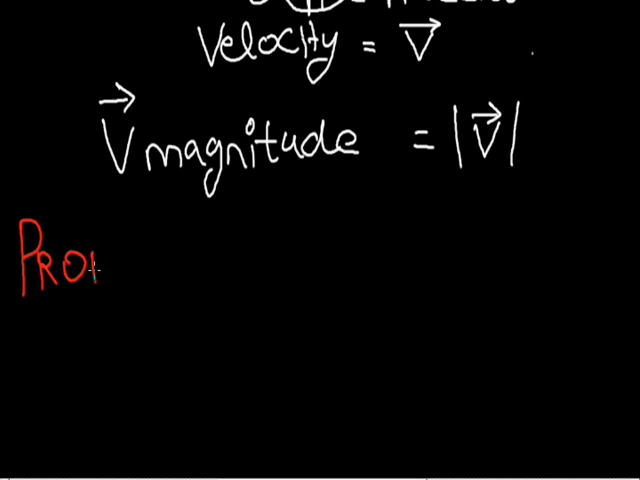 Velocity = V⃗
V⃗ magnitude = |V⃗|
PRO